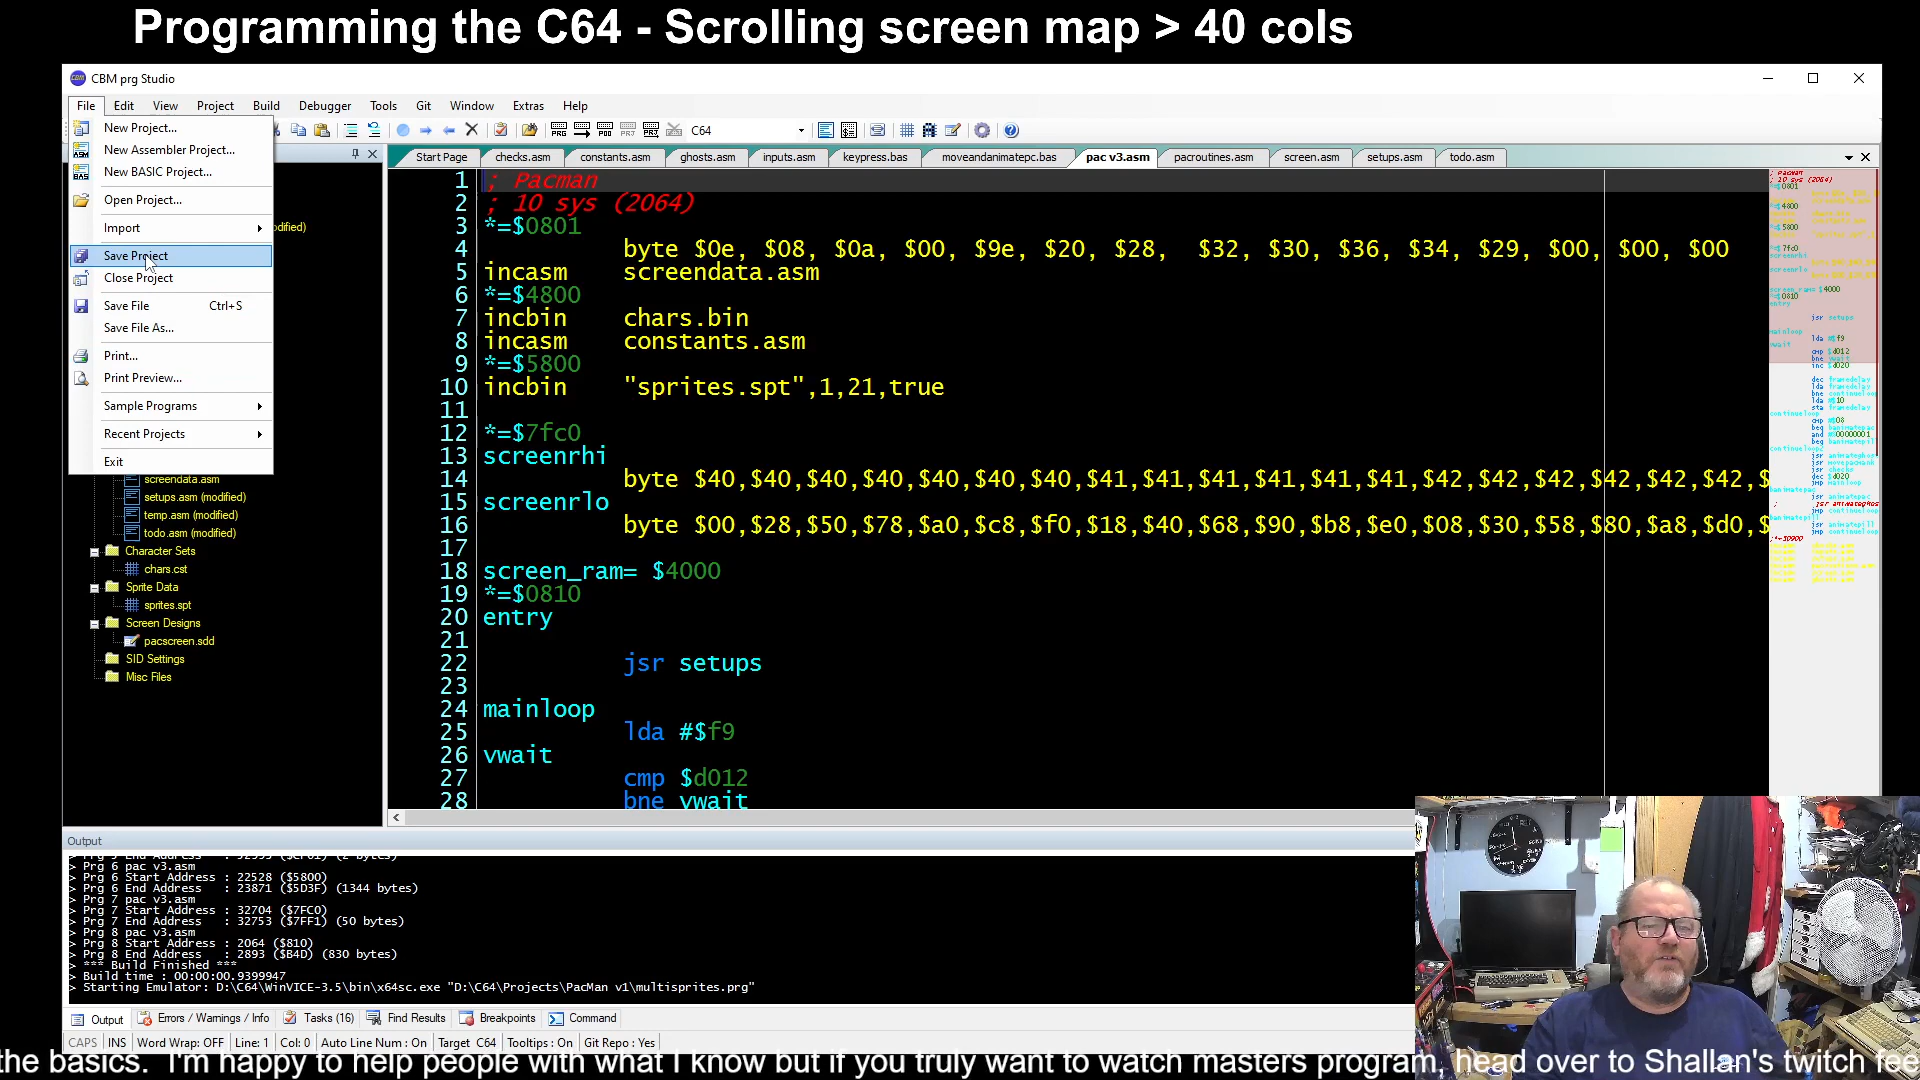 Programming the C64 - Scrolling screen map > 40 cols
CBM prg Studio
File Edit View Project Build Debugger Tools Git Window Extras Help
C64
Start Page checks.asm constants.asm ghosts.asm inputs.asm keypress.bas moveandanimatepc.bas pac v3.asm pacroutines.asm screen.asm setups.asm todo.asm
New Project...
New Assembler Project...
New BASIC Project...
Open Project...
Import
Save Project
Close Project
Save File Ctrl+S
Save File As...
Print...
Print Preview...
Sample Programs
Recent Projects
Exit
screendata.asm
setups.asm (modified)
temp.asm (modified)
todo.asm (modified)
Character Sets
chars.cst
Sprite Data
sprites.spt
Screen Designs
pacscreen.sdd
SID Settings
Misc Files
1 ; Pacman
2 ; 10 sys (2064)
3 *=$0801
4 byte $0e, $08, $0a, $00, $9e, $20, $28, $32, $30, $36, $34, $29, $00, $00, $00
5 incasm screendata.asm
6 *=$4800
7 incbin chars.bin
8 incasm constants.asm
9 *=$5800
10 incbin "sprites.spt",1,21,true
11
12 *=$7fc0
13 screenrhi
14 byte $40,$40,$40,$40,$40,$40,$40,$41,$41,$41,$41,$41,$41,$42,$42,$42,$42,$42,$42,$
15 screenrlo
16 byte $00,$28,$50,$78,$a0,$c8,$f0,$18,$40,$68,$90,$b8,$e0,$08,$30,$58,$80,$a8,$d0,$
17
18 screen_ram= $4000
19 *=$0810
20 entry
21
22 jsr setups
23
24 mainloop
25 lda #$f9
26 vwait
27 cmp $d012
28 bne vwait
Output
> Prg 6 pac v3.asm
> Prg 6 Start Address : 22528 ($5800)
> Prg 6 End Address : 23871 ($5D3F) (1344 bytes)
> Prg 7 pac v3.asm
> Prg 7 Start Address : 32704 ($7FC0)
> Prg 7 End Address : 32753 ($7FF1) (50 bytes)
> Prg 8 pac v3.asm
> Prg 8 Start Address : 2064 ($810)
> Prg 8 End Address : 2893 ($B4D) (830 bytes)
> *** Build Finished ***
> Build time : 00:00:00.9399947
> Starting Emulator: D:\C64\WinVICE-3.5\bin\x64sc.exe "D:\C64\Projects\PacMan v1\multisprites.prg"
Output Errors / Warnings / Info Tasks (16) Find Results Breakpoints Command
CAPS INS Word Wrap: OFF Line: 1 Col: 0 Auto Line Num : On Target C64 Tooltips : On Git Repo : Yes
the basics. I'm happy to help people with what I know but if you truly want to watch masters program, head over to Shallan's twitch fee